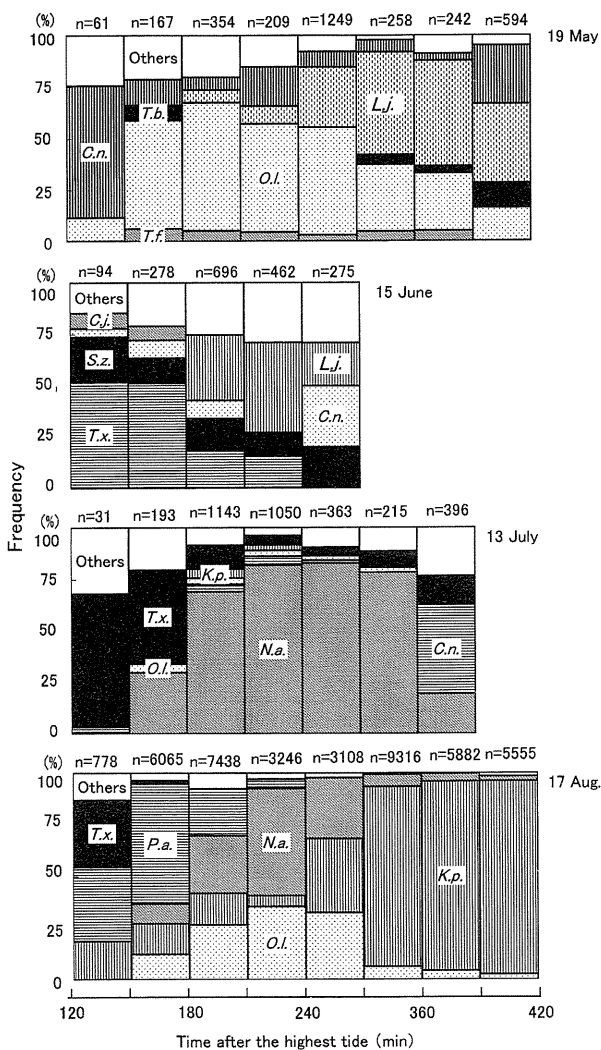 (%) n=61 n=167 n=354 n=209 n=1249 n=258 n=242 n=594 19 May
100
Others
75
T.b.
L.j.
C.n.
50
O.l.
25
T.f.
0
(%) n=94 n=278 n=696 n=462 n=275 15 June
100
Others
C.j.
75
S.z.
L.j.
50
C.n.
T.x.
25
0
Frequency
(%) n=31 n=193 n=1143 n=1050 n=363 n=215 n=396 13 July
100
Others
K.p.
75
T.x.
50
N.a.
C.n.
O.l.
25
0
(%) n=778 n=6065 n=7438 n=3246 n=3108 n=9316 n=5882 n=5555 17 Aug.
100
Others
75
T.x.
P.a.
N.a.
50
K.p.
25
O.l.
0
120 180 240 360 420
Time after the highest tide (min)